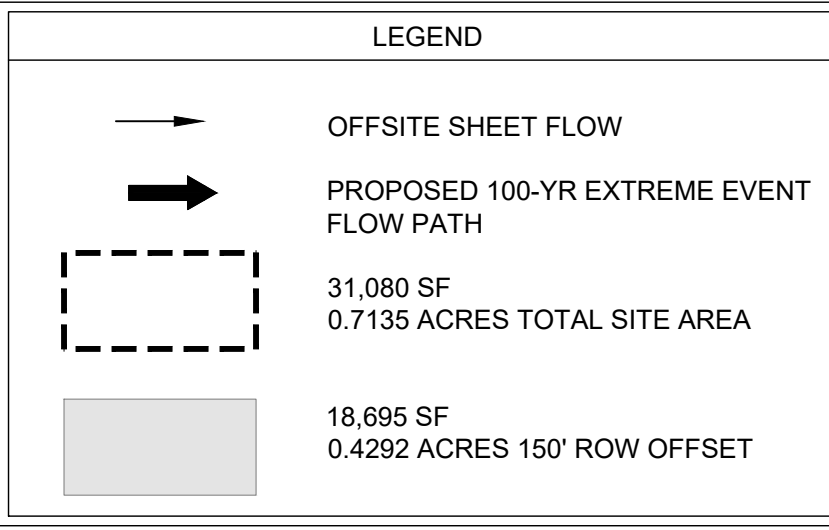 LEGEND
OFFSITE SHEET FLOW
PROPOSED 100-YR EXTREME EVENT
FLOW PATH
31,080 SF
0.7135 ACRES TOTAL SITE AREA
18,695 SF
0.4292 ACRES 150' ROW OFFSET